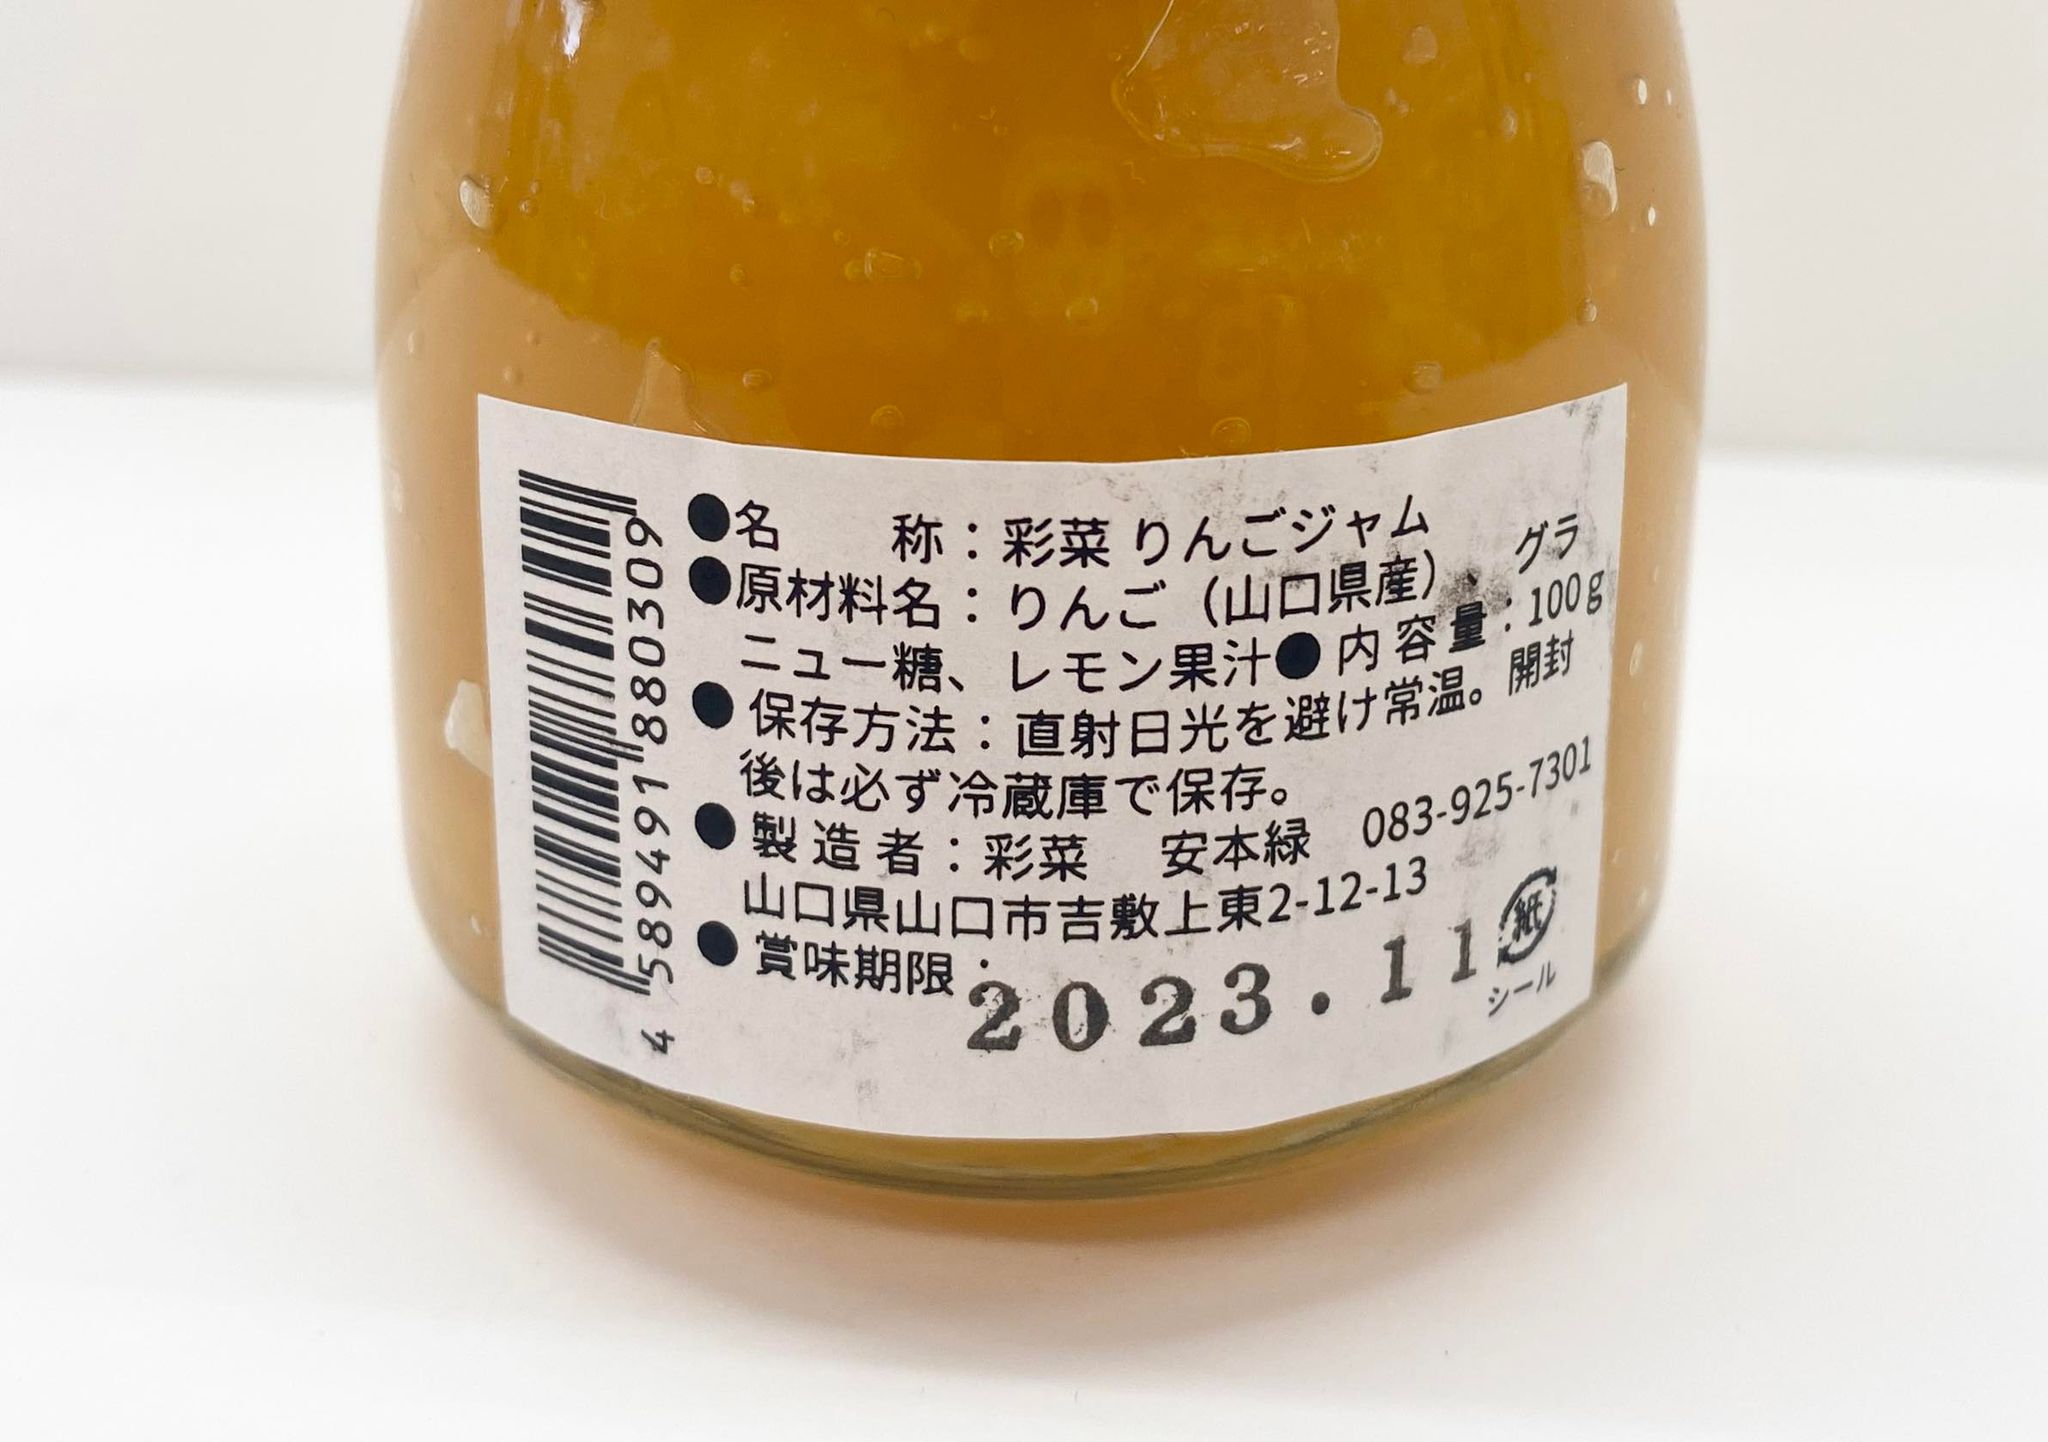 ●名　　称：彩菜 りんごジャム
●原材料名：りんご（山口県産）、グラ
ニュー糖、レモン果汁●内容量：100g
●保存方法：直射日光を避け常温。開封
後は必ず冷蔵庫で保存。
●製造者：彩菜　安本緑　083-925-7301
山口県山口市吉敷上東2-12-13
●賞味期限：2023.11
紙
シール
4589491880309